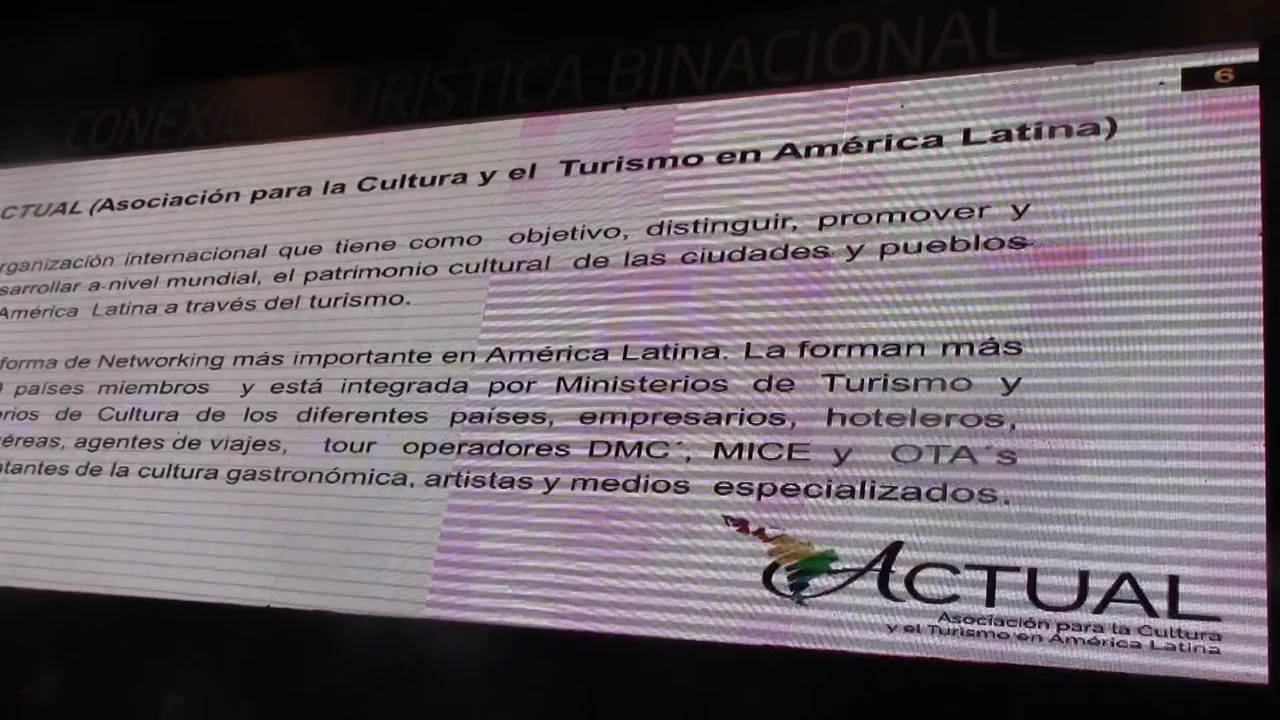 TURÍSTICA BINACIONAL
6
CTUAL (Asociación para la Cultura y el Turismo en América Latina)
rganización internacional que tiene como objetivo, distinguir, promover y
sarrollar a nivel mundial, el patrimonio cultural de las ciudades y pueblos
América Latina a través del turismo.
forma de Networking más importante en América Latina. La forman más
países miembros y está integrada por Ministerios de Turismo y
rios de Cultura de los diferentes países, empresarios, hoteleros,
éreas, agentes de viajes, tour operadores DMC´, MICE y OTA´s
tantes de la cultura gastronómica, artistas y medios especializados.
ACTUAL
Asociación para la Cultura
y el Turismo en América Latina